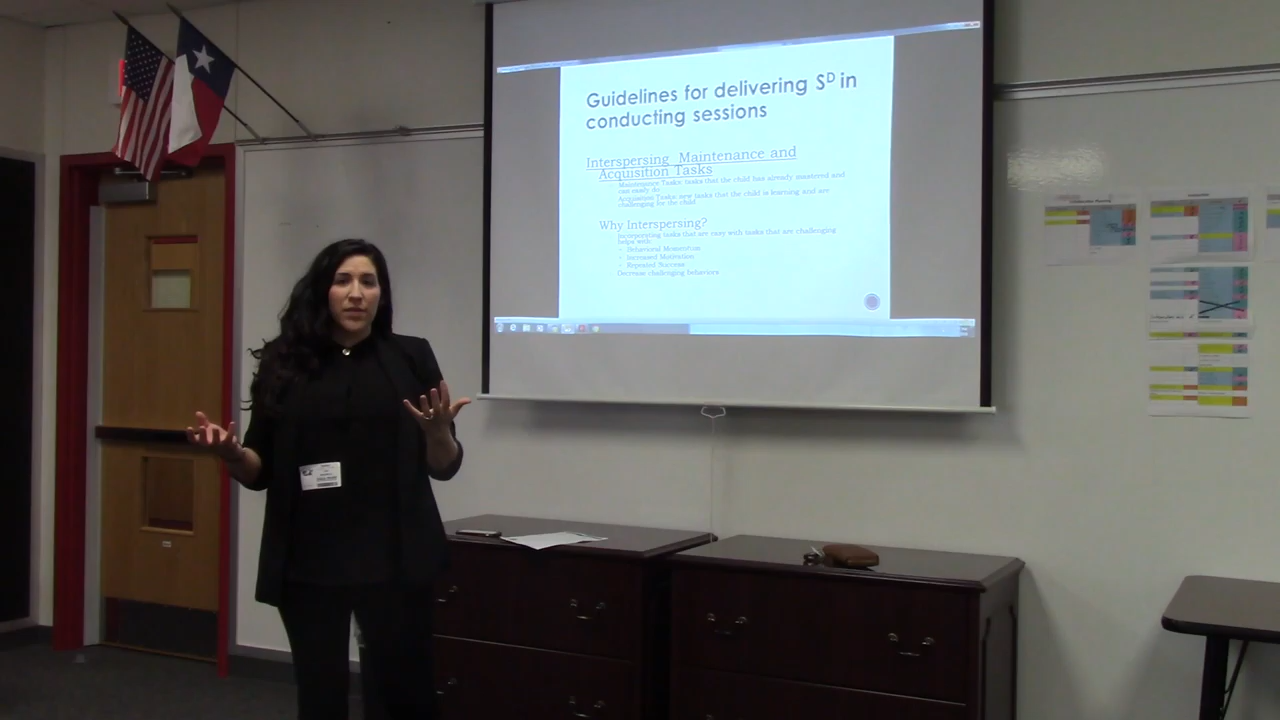 Guidelines for delivering Sᴰ in
conducting sessions
Interspersing Maintenance and
Acquisition Tasks
Maintenance Tasks: tasks that the child has already mastered and
can easily do
Acquisition Tasks: new tasks that the child is learning and are
challenging for the child
Why Interspersing?
Incorporating tasks that are easy with tasks that are challenging
helps with:
Behavioral Momentum
Increased Motivation
Repeated Success
Decrease challenging behaviors